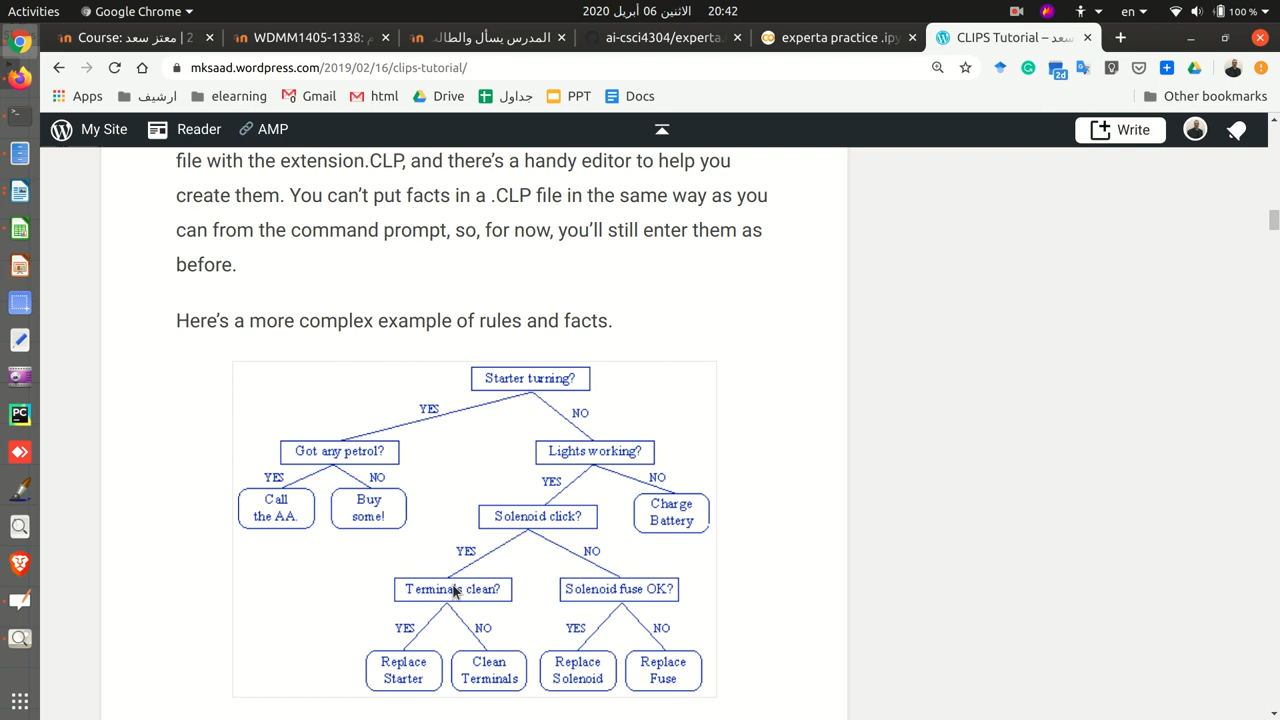 Activities
Google Chrome
الاثنين 06 أبريل 2020 20:42
en
100 %
Course: معتز سعد | 2
WDMM1405-1338:
المدرس يسأل والطال
ai-csci4304/experta.
experta practice .ipy
CLIPS Tutorial – سعد
mksaad.wordpress.com/2019/02/16/clips-tutorial/
2d
Apps
ارشيف
elearning
Gmail
html
Drive
جداول
PPT
Docs
Other bookmarks
My Site
Reader
AMP
Write
file with the extension.CLP, and there’s a handy editor to help you
create them. You can’t put facts in a .CLP file in the same way as you
can from the command prompt, so, for now, you’ll still enter them as
before.
Here’s a more complex example of rules and facts.
Starter turning?
YES
NO
Got any petrol?
Lights working?
YES
NO
YES
NO
Call
the AA.
Buy
some!
Charge
Battery
Solenoid click?
YES
NO
Terminals clean?
Solenoid fuse OK?
YES
NO
YES
NO
Replace
Starter
Clean
Terminals
Replace
Solenoid
Replace
Fuse
PC